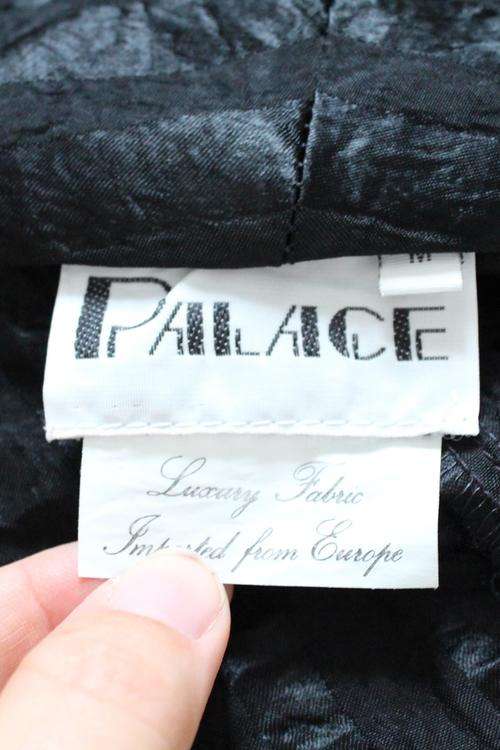 M
PALACE
Luxury Fabric
Imported from Europe